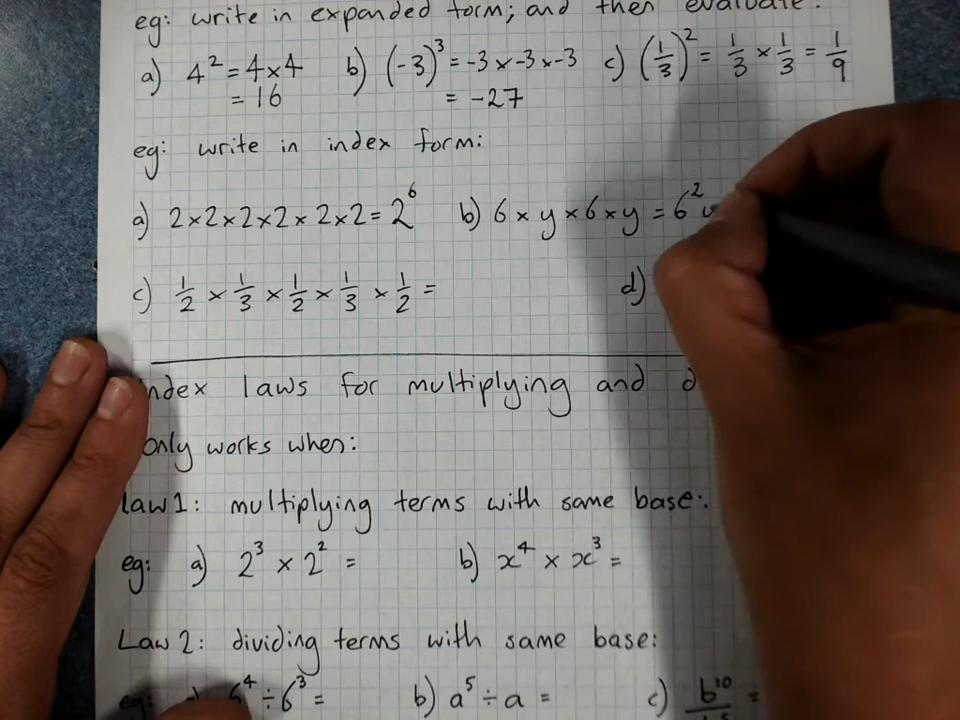 eg: write in expanded form; and then evaluate:
a) 4² = 4×4 b) (-3)³ = -3×-3×-3 c) (1/3)² = 1/3 × 1/3 = 1/9
= 16 = -27
eg: write in index form:
a) 2×2×2×2×2×2 = 2⁶ b) 6×y×6×y = 6²
c) 1/2 × 1/3 × 1/2 × 1/3 × 1/2 = d)
Index laws for multiplying and
only works when:
Law 1: multiplying terms with same base:
eg: a) 2³ × 2² = b) x⁴ × x³ =
Law 2: dividing terms with same base:
eg: a) 6⁴ ÷ 6³ = b) a⁵ ÷ a = c) b¹⁰ =